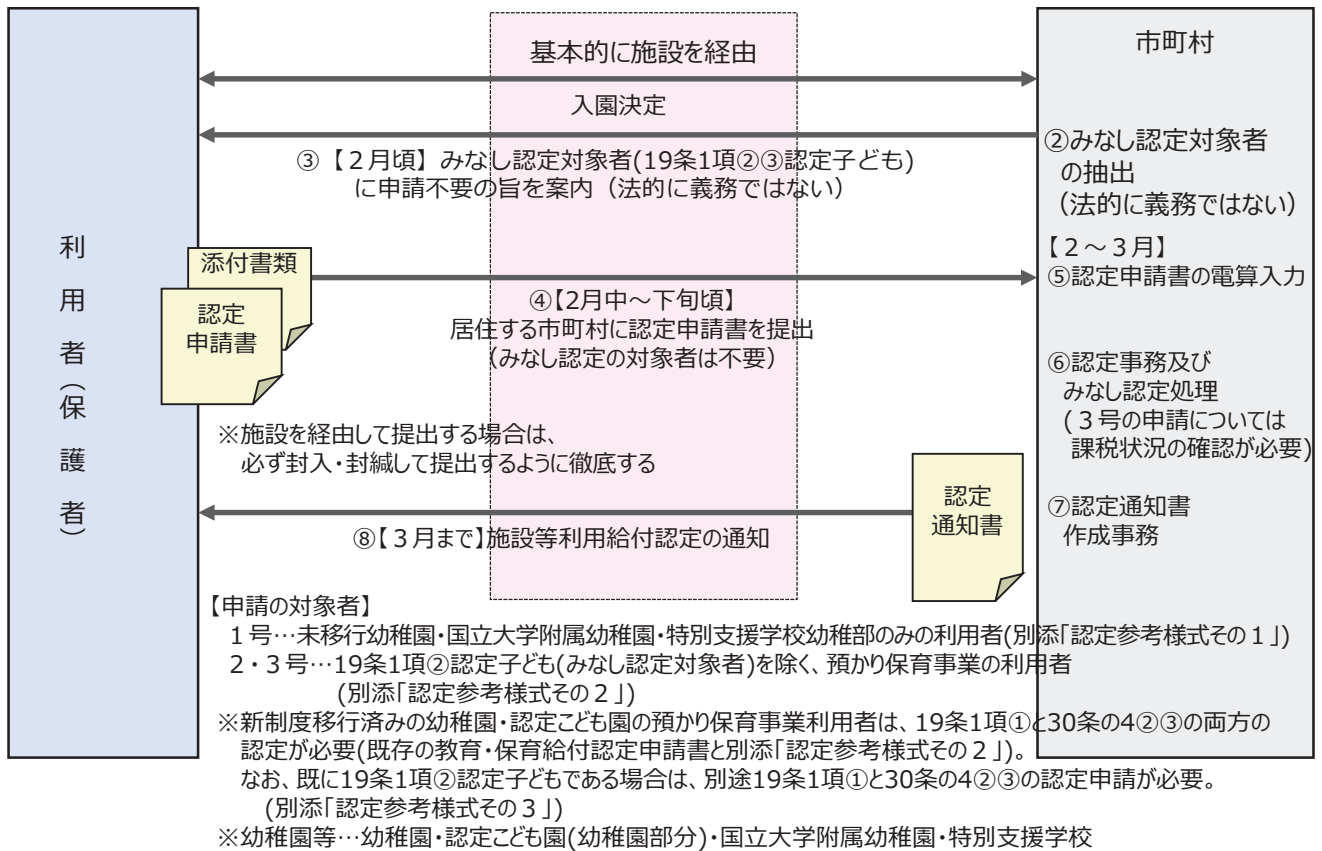 基本的に施設を経由
市町村
入園決定
②みなし認定対象者
の抽出
（法的に義務ではない）
③【２月頃】みなし認定対象者(19条1項②③認定子ども)
に申請不要の旨を案内（法的に義務ではない）
利用者（保護者）
添付書類
認定
申請書
④【2月中～下旬頃】
居住する市町村に認定申請書を提出
（みなし認定の対象者は不要）
【２～３月】
⑤認定申請書の電算入力
⑥認定事務及び
みなし認定処理
(３号の申請については
課税状況の確認が必要)
※施設を経由して提出する場合は、
必ず封入・封緘して提出するように徹底する
認定
通知書
⑦認定通知書
作成事務
⑧【３月まで】施設等利用給付認定の通知
【申請の対象者】
１号…未移行幼稚園・国立大学附属幼稚園・特別支援学校幼稚部のみの利用者(別添「認定参考様式その１」)
２・３号…19条1項②認定子ども(みなし認定対象者)を除く、預かり保育事業の利用者
(別添「認定参考様式その２」)
※新制度移行済みの幼稚園・認定こども園の預かり保育事業利用者は、19条1項①と30条の4②③の両方の
認定が必要(既存の教育・保育給付認定申請書と別添「認定参考様式その２」)。
なお、既に19条1項②認定子どもである場合は、別途19条1項①と30条の4②③の認定申請が必要。
(別添「認定参考様式その３」)
※幼稚園等…幼稚園・認定こども園(幼稚園部分)・国立大学附属幼稚園・特別支援学校